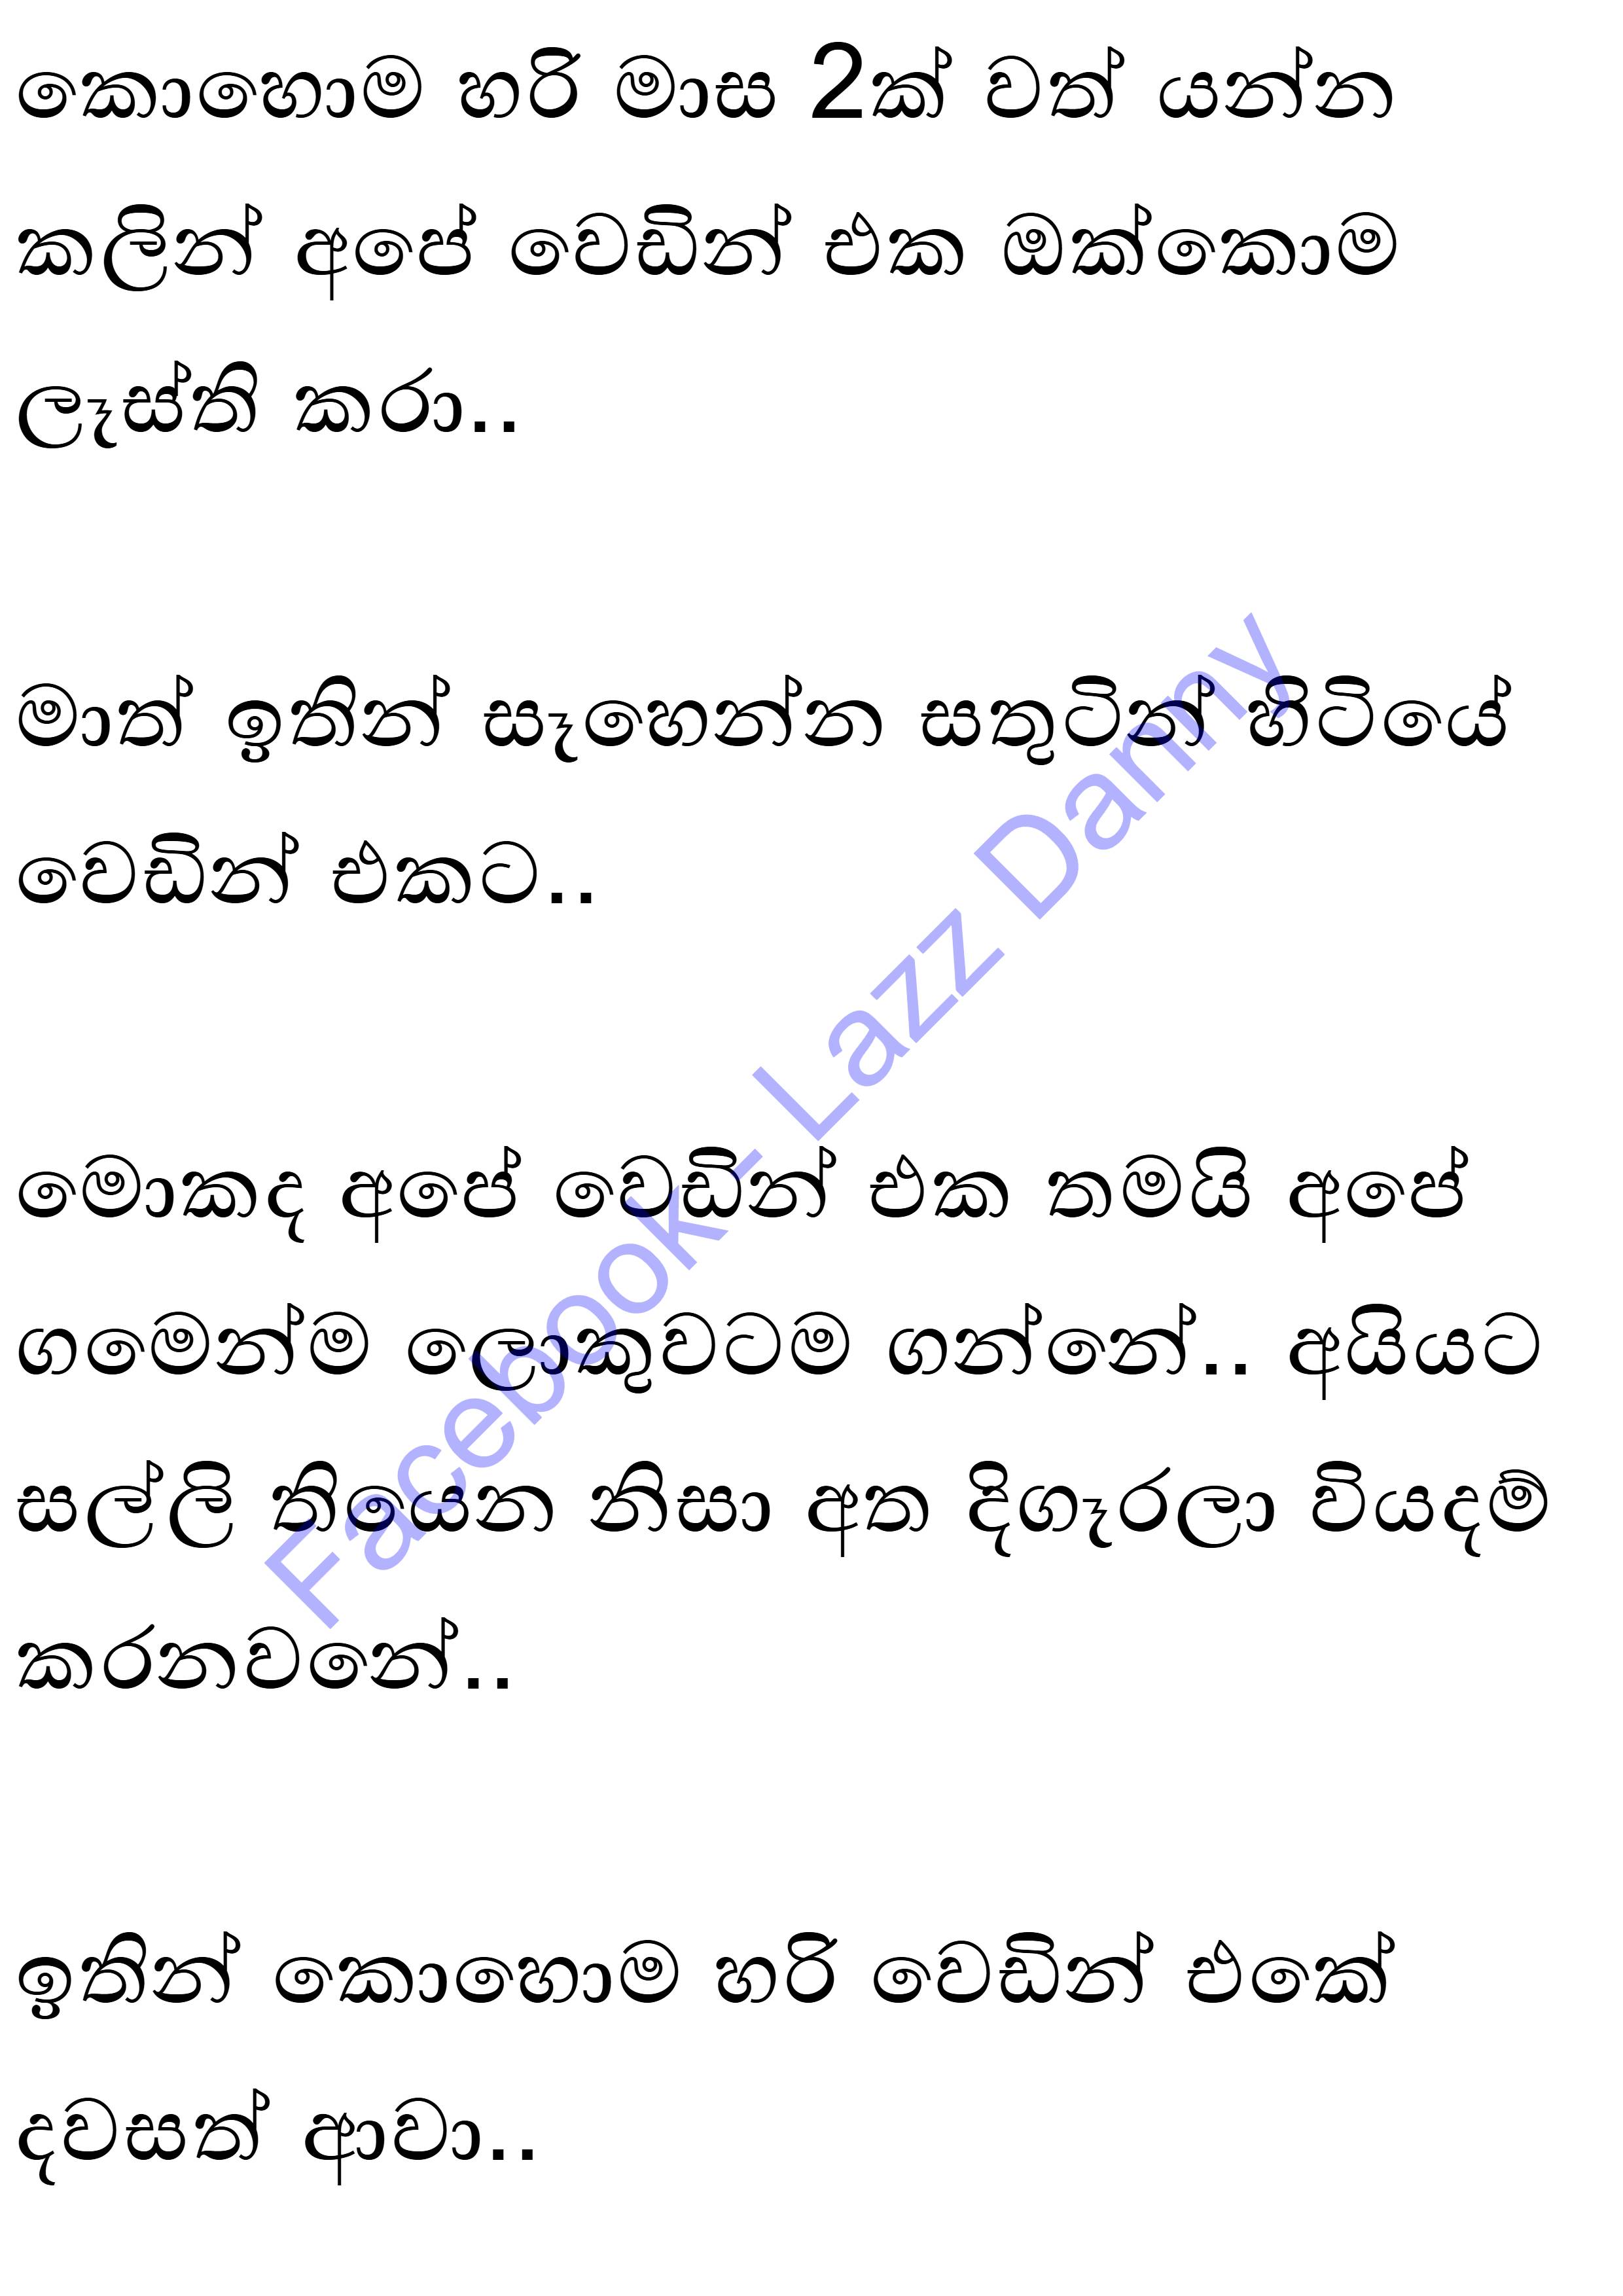 කොහොම හරි මාස 2ක් වත් යන්න
කලින් අපේ වෙඩින් එක ඔක්කොම
ලෑස්ති කරා..
මාත් ඉතින් සෑහෙන්න සතුටින් හිටියේ
වෙඩින් එකට..
මොකද අපේ වෙඩින් එක තමයි අපේ
ගමෙන්ම ලොකුවටම ගන්නේ.. අයියට
සල්ලි තියෙන නිසා අත දිගෑරලා වියදම්
කරනවනේ..
ඉතින් කොහොම හරි වෙඩින් එකේ
දවසත් ආවා..
Facebook - Lazz Danny